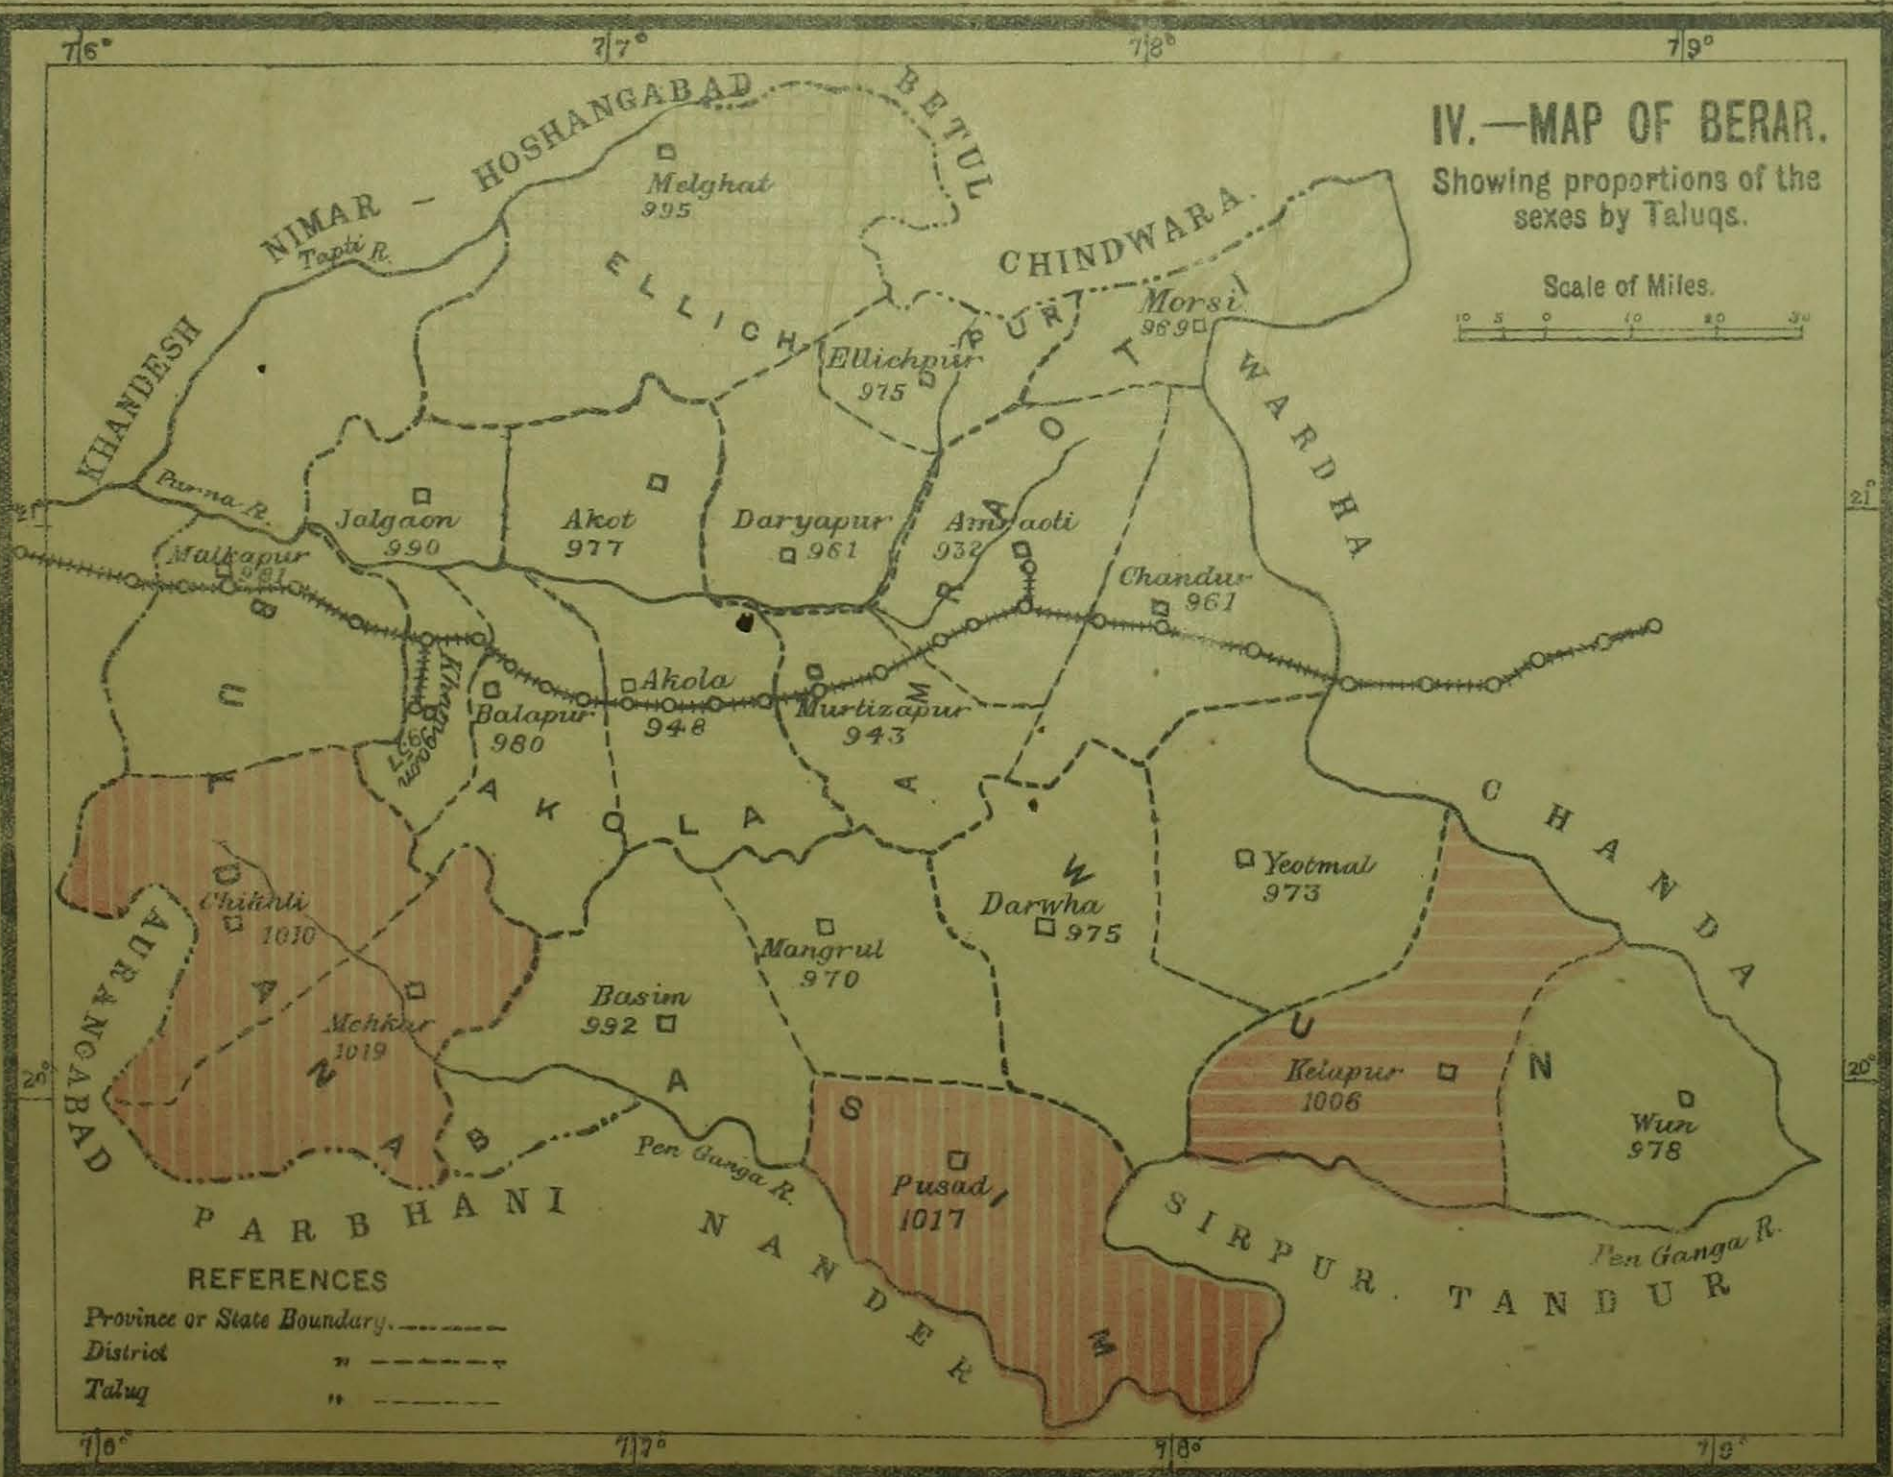 76°
77°
78°
79°
IV.—MAP OF BERAR.
Showing proportions of the
sexes by Taluqs.
Scale of Miles.
10 5 0 10 20 30
NIMAR – HOSHANGABAD
BETUL
CHINDWARA.
WARDHA
CHANDA
KHANDESH
Tapti R.
Purna R.
Melghat
995
ELLICHPUR
Ellichpur
975
Morsi
969
AMRAOTI
21°
21°
Jalgaon
990
Akot
977
Daryapur
961
Amraoti
932
Chandur
961
Malkapur
981
BULDANA
Khamgaon
957
Balapur
980
Akola
948
Murtizapur
943
AKOLA
Chikhli
1010
Mehkar
1019
Basim
992
Mangrul
970
Darwha
975
Yeotmal
973
WUN
Kelapur
1006
Wun
978
BASIM
Pusad
1017
20°
20°
AURANGABAD
PARBHANI
NANDER
SIRPUR. TANDUR
Pen Ganga R.
Pen Ganga R.
REFERENCES
Province or State Boundary.
District "
Taluq "
76°
77°
78°
79°